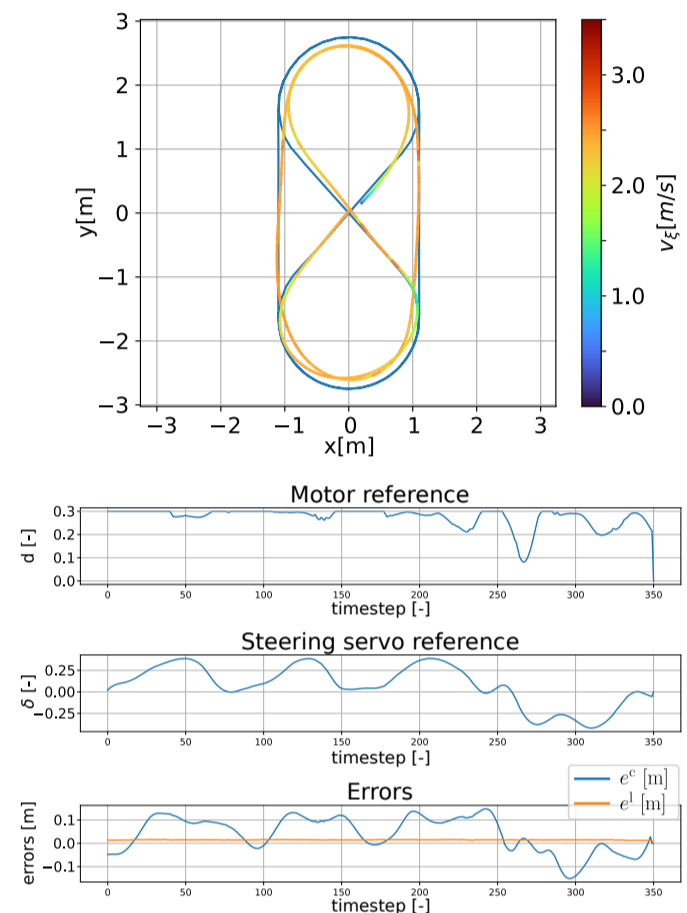 3
2
1
0
−1
−2
−3
y[m]
−3 −2 −1 0 1 2 3
x[m]
3.0
2.0
1.0
0.0
vξ[m/s]
Motor reference
d [-]
0.3
0.2
0.1
0.0
0 50 100 150 200 250 300 350
timestep [-]
Steering servo reference
δ [-]
0.25
0.00
−0.25
0 50 100 150 200 250 300 350
timestep [-]
Errors
eᶜ [m]
eˡ [m]
errors [m]
0.1
0.0
−0.1
0 50 100 150 200 250 300 350
timestep [-]